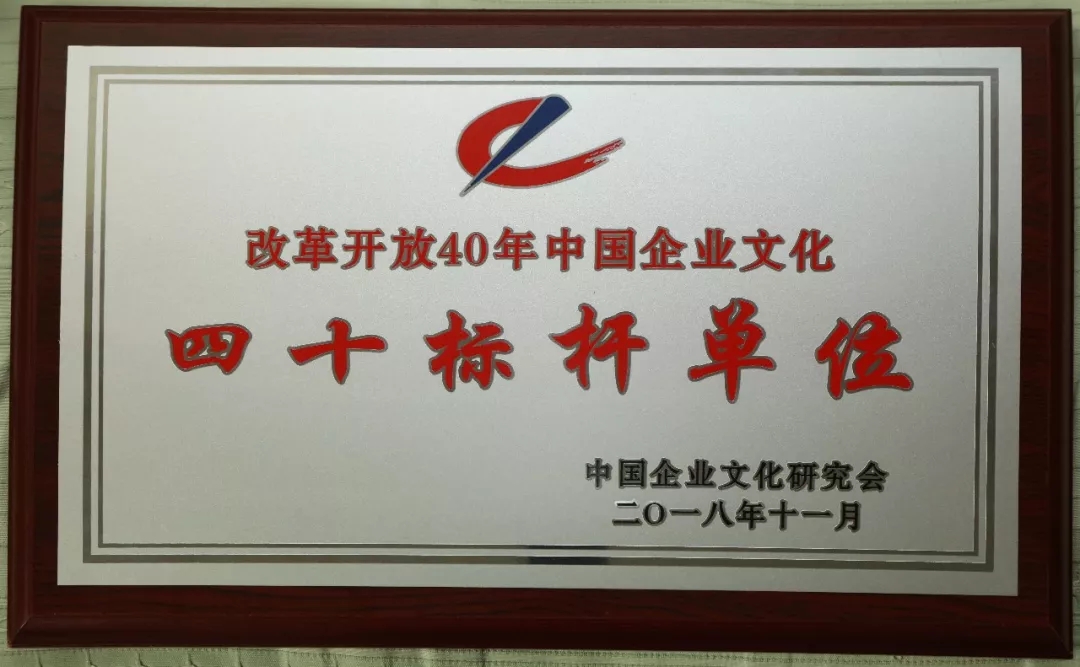 改革开放40年中国企业文化
四十标杆单位
中国企业文化研究会
二〇一八年十一月